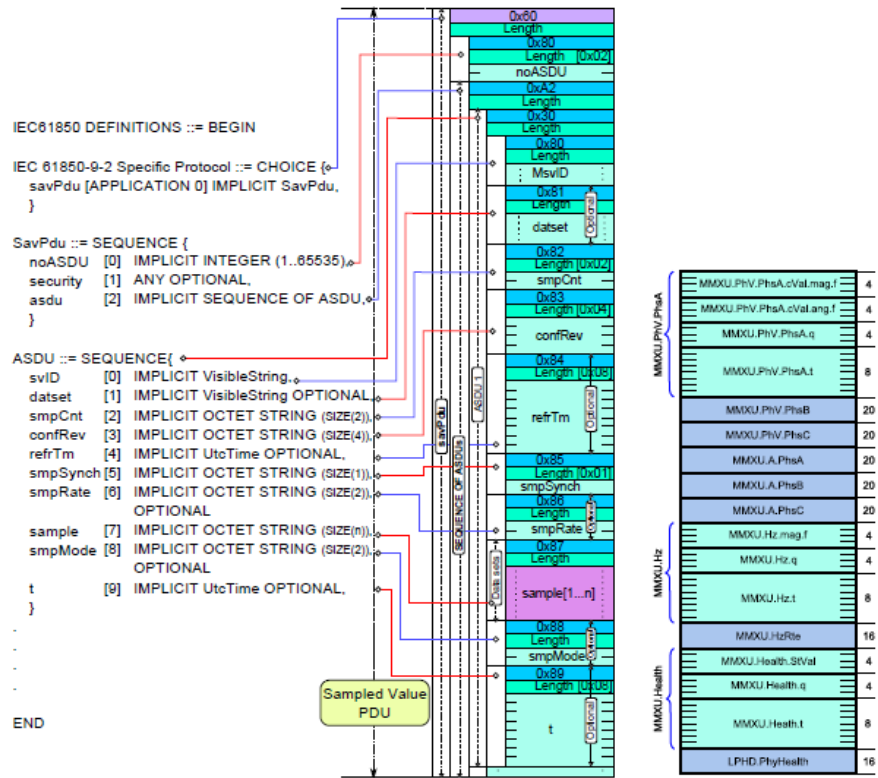 IEC61850 DEFINITIONS ::= BEGIN
IEC 61850-9-2 Specific Protocol ::= CHOICE {
savPdu [APPLICATION 0] IMPLICIT SavPdu,
}
SavPdu ::= SEQUENCE {
noASDU [0] IMPLICIT INTEGER (1..65535),
security [1] ANY OPTIONAL,
asdu [2] IMPLICIT SEQUENCE OF ASDU,
}
ASDU ::= SEQUENCE{
svID [0] IMPLICIT VisibleString,
datset [1] IMPLICIT VisibleString OPTIONAL,
smpCnt [2] IMPLICIT OCTET STRING (SIZE(2)),
confRev [3] IMPLICIT OCTET STRING (SIZE(4)),
refrTm [4] IMPLICIT UtcTime OPTIONAL,
smpSynch [5] IMPLICIT OCTET STRING (SIZE(1)),
smpRate [6] IMPLICIT OCTET STRING (SIZE(2)),
OPTIONAL
sample [7] IMPLICIT OCTET STRING (SIZE(n)),
smpMode [8] IMPLICIT OCTET STRING (SIZE(2)),
OPTIONAL
t [9] IMPLICIT UtcTime OPTIONAL,
}
.
.
.
.
END
Sampled Value
PDU
savPdu
SEQUENCE OF ASDUs
ASDU 1
0x60
Length
0x80
Length [0x02]
noASDU
0xA2
Length
0x30
Length
0x80
Length
MsvID
0x81
Length
datset
Optional
0x82
Length [0x02]
smpCnt
0x83
Length [0x04]
confRev
0x84
Length [0x08]
refrTm
Optional
0x85
Length [0x01]
smpSynch
0x86
Length
smpRate
Optional
0x87
Length
sample[1...n]
Data sets
0x88
Length
smpMode
Optional
0x89
Length [0x08]
t
Optional
MMXU.PhV.PhsA
MMXU.PhV.PhsA.cVal.mag.f 4
MMXU.PhV.PhsA.cVal.ang.f 4
MMXU.PhV.PhsA.q 4
MMXU.PhV.PhsA.t 8
MMXU.PhV.PhsB 20
MMXU.PhV.PhsC 20
MMXU.A.PhsA 20
MMXU.A.PhsB 20
MMXU.A.PhsC 20
MMXU.Hz
MMXU.Hz.mag.f 4
MMXU.Hz.q 4
MMXU.Hz.t 8
MMXU.HzRte 16
MMXU.Health
MMXU.Health.StVal 4
MMXU.Health.q 4
MMXU.Heath.t 8
LPHD.PhyHealth 16